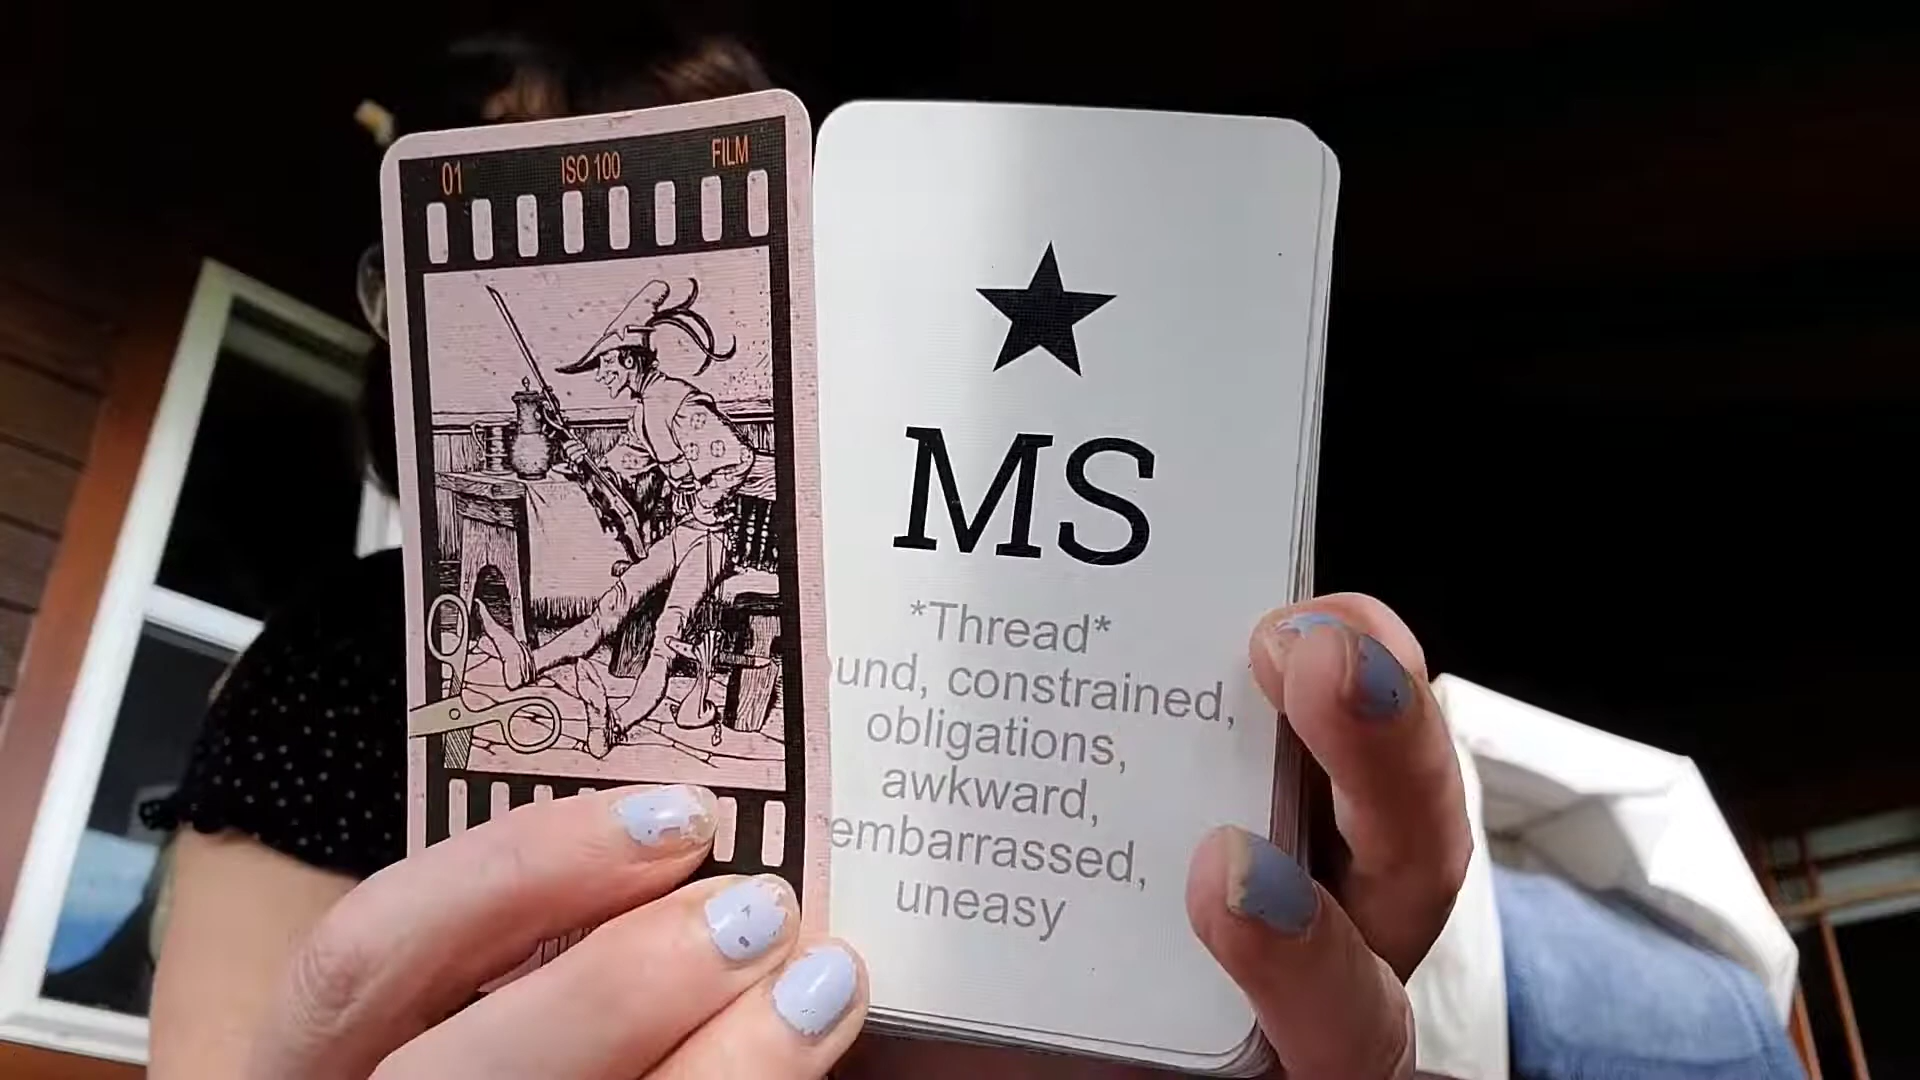 01 ISO 100 FILM
MS
*Thread*
und, constrained,
obligations,
awkward,
embarrassed,
uneasy